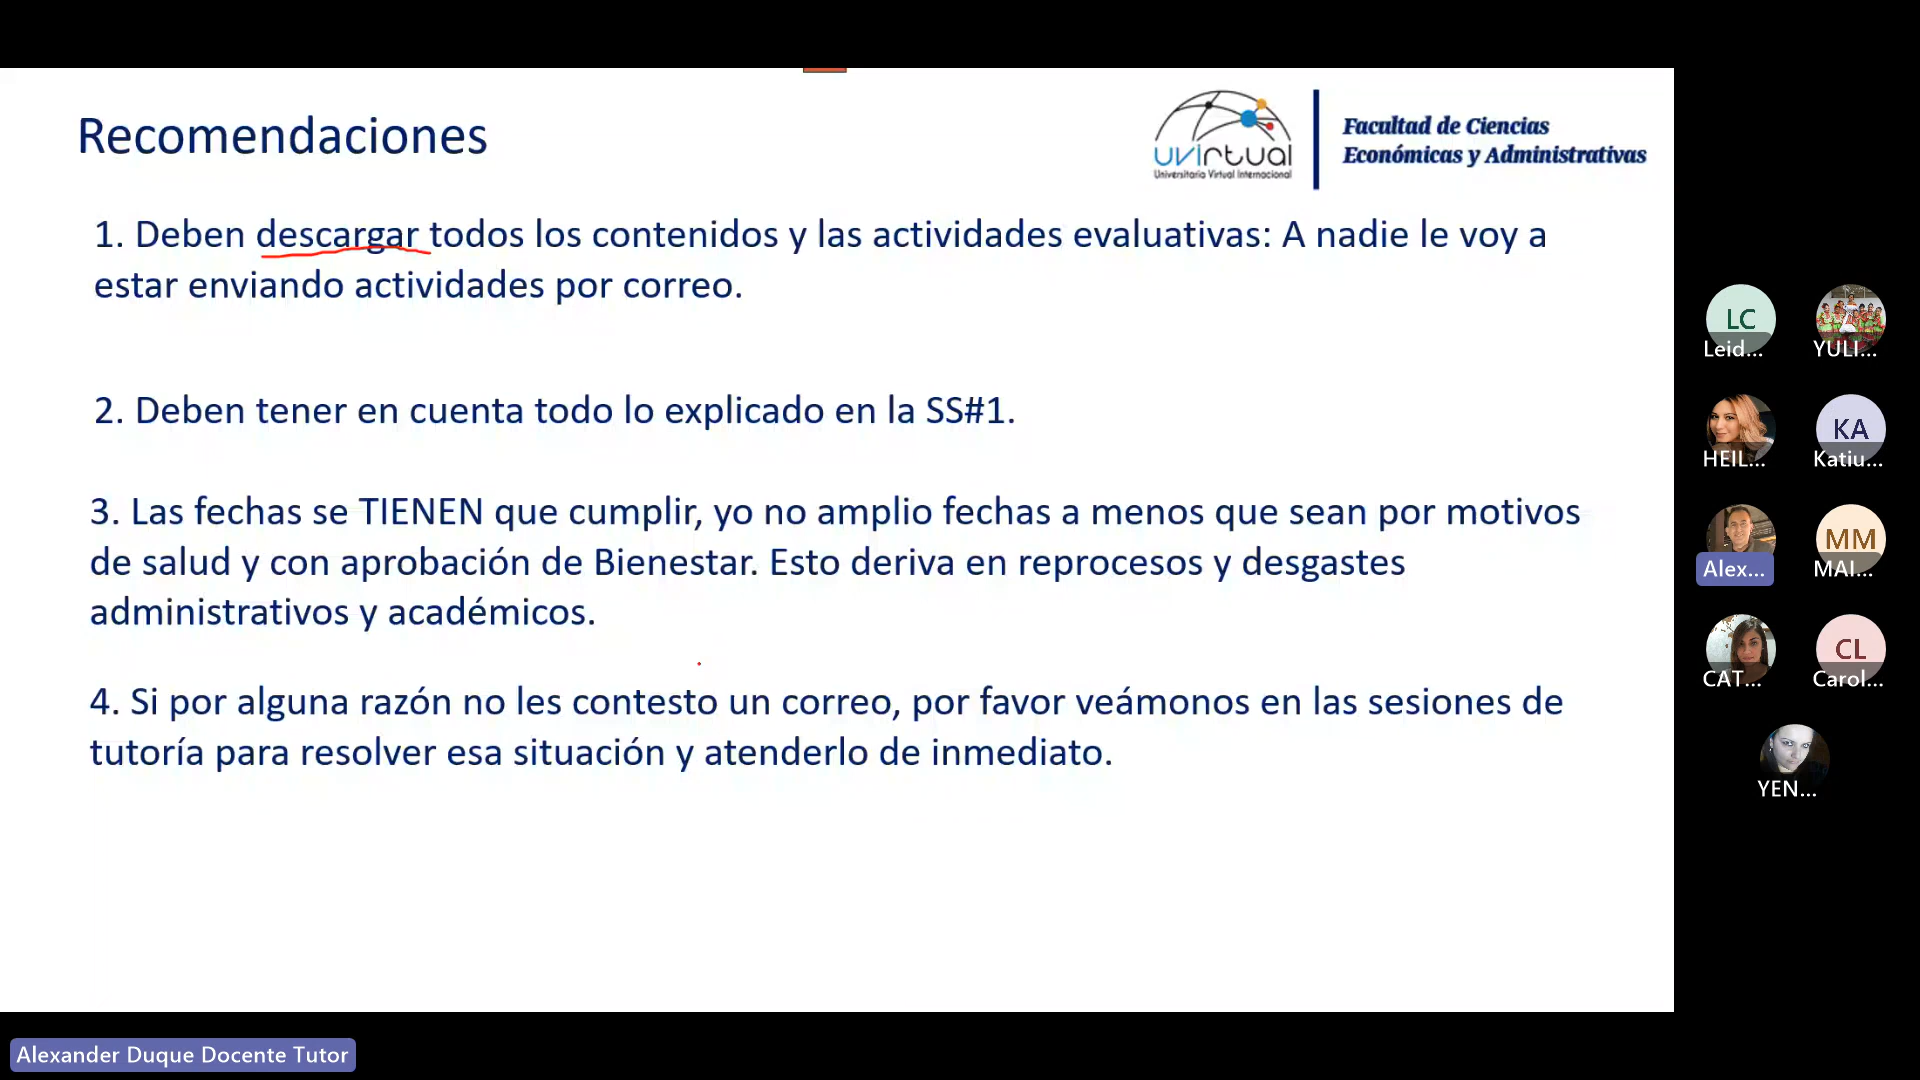 Recomendaciones
uvirtual
Universitaria Virtual Internacional
Facultad de Ciencias
Económicas y Administrativas
1. Deben descargar todos los contenidos y las actividades evaluativas: A nadie le voy a
estar enviando actividades por correo.
2. Deben tener en cuenta todo lo explicado en la SS#1.
3. Las fechas se TIENEN que cumplir, yo no amplio fechas a menos que sean por motivos
de salud y con aprobación de Bienestar. Esto deriva en reprocesos y desgastes
administrativos y académicos.
4. Si por alguna razón no les contesto un correo, por favor veámonos en las sesiones de
tutoría para resolver esa situación y atenderlo de inmediato.
LC
Leid...
YULI...
HEIL...
KA
Katiu...
Alex...
MM
MAI...
CAT...
CL
Carol...
YEN...
Alexander Duque Docente Tutor